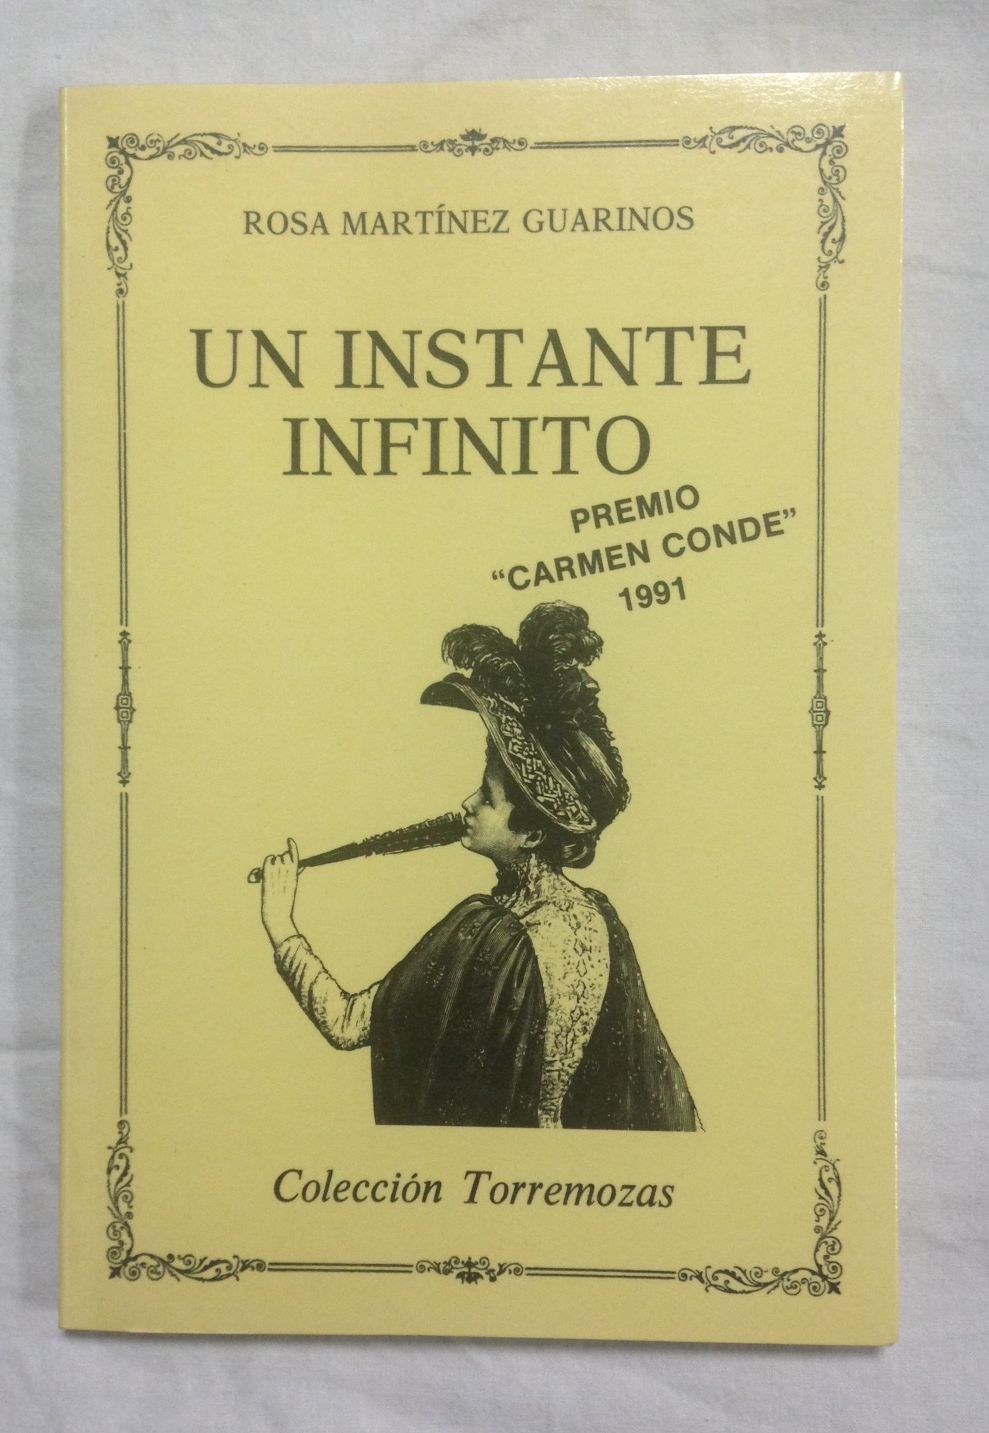 ROSA MARTÍNEZ GUARINOS
UN INSTANTE
INFINITO
PREMIO
“CARMEN CONDE”
1991
Colección Torremozas